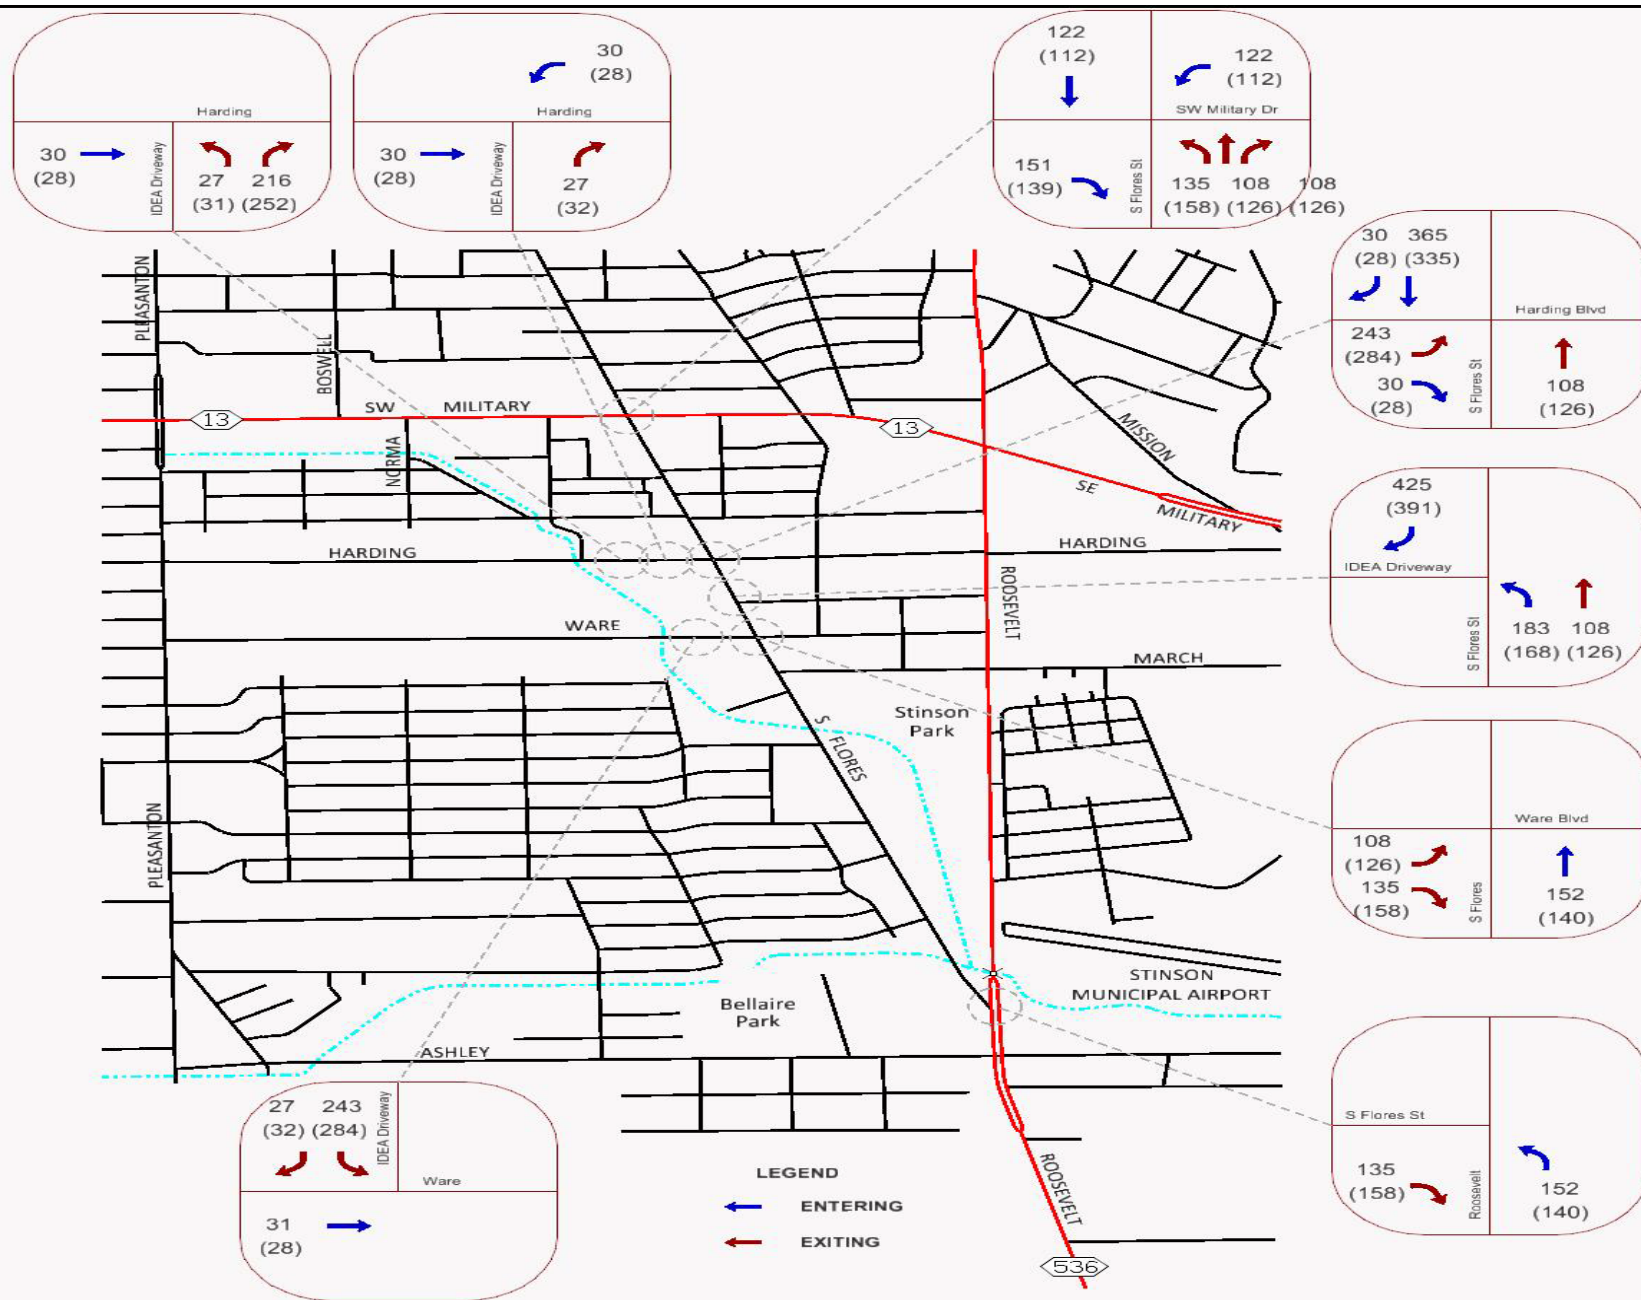 30
(28)
Harding
IDEA Driveway
27 216
(31) (252)
30
(28)
Harding
30
(28)
IDEA Driveway
27
(32)
122
(112)
122
(112)
SW Military Dr
151
(139)
S Flores St
135 108 108
(158) (126) (126)
30 365
(28) (335)
Harding Blvd
243
(284)
30
(28)
S Flores St
108
(126)
425
(391)
IDEA Driveway
S Flores St
183 108
(168) (126)
Ware Blvd
108
(126)
135
(158)
S Flores
152
(140)
S Flores St
135
(158)
Roosevelt
152
(140)
27 243
(32) (284)
IDEA Driveway
Ware
31
(28)
PLEASANTON
BOSWELL
SW MILITARY
13
13
NORMA
MISSION
SE
MILITARY
HARDING
HARDING
ROOSEVELT
WARE
MARCH
Stinson
Park
S FLORES
PLEASANTON
STINSON
MUNICIPAL AIRPORT
Bellaire
Park
ASHLEY
ROOSEVELT
536
LEGEND
ENTERING
EXITING